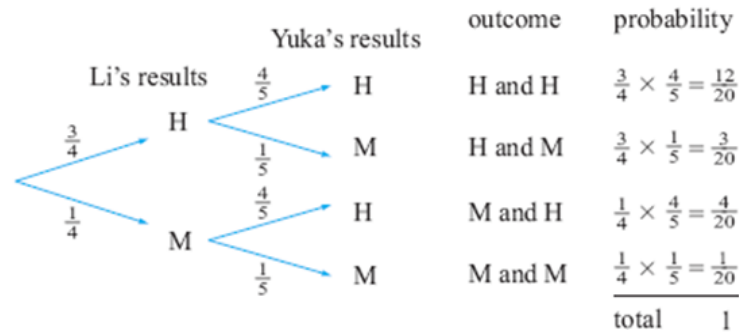 outcome probability
Yuka's results
Li's results
4/5 H H and H 3/4 × 4/5 = 12/20
H
3/4 1/5 M H and M 3/4 × 1/5 = 3/20
1/4 4/5 H M and H 1/4 × 4/5 = 4/20
M
1/5 M M and M 1/4 × 1/5 = 1/20
total 1